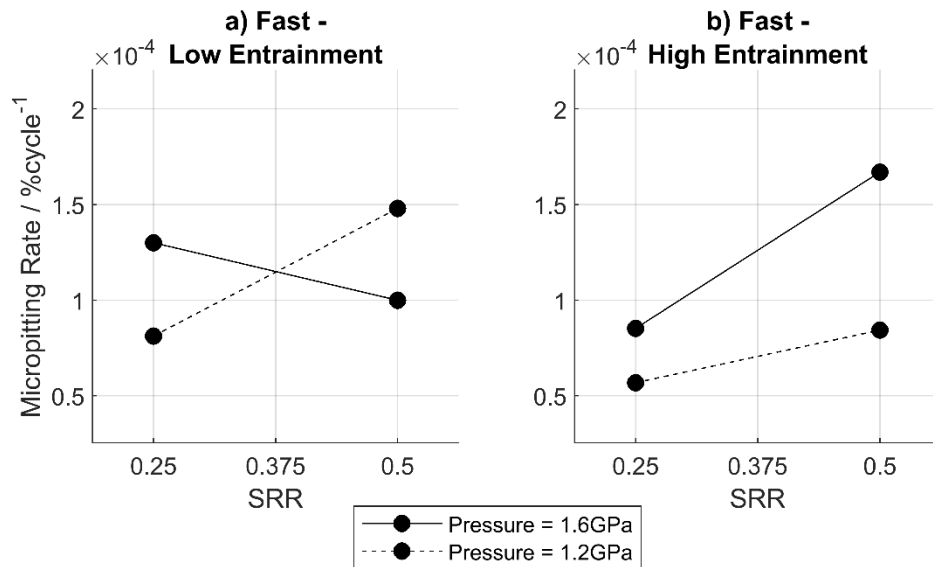 a) Fast -
Low Entrainment
×10⁻⁴
2
1.5
1
0.5
Micropitting Rate / %cycle⁻¹
0.25 0.375 0.5
SRR
b) Fast -
High Entrainment
×10⁻⁴
2
1.5
1
0.5
0.25 0.375 0.5
SRR
Pressure = 1.6GPa
Pressure = 1.2GPa